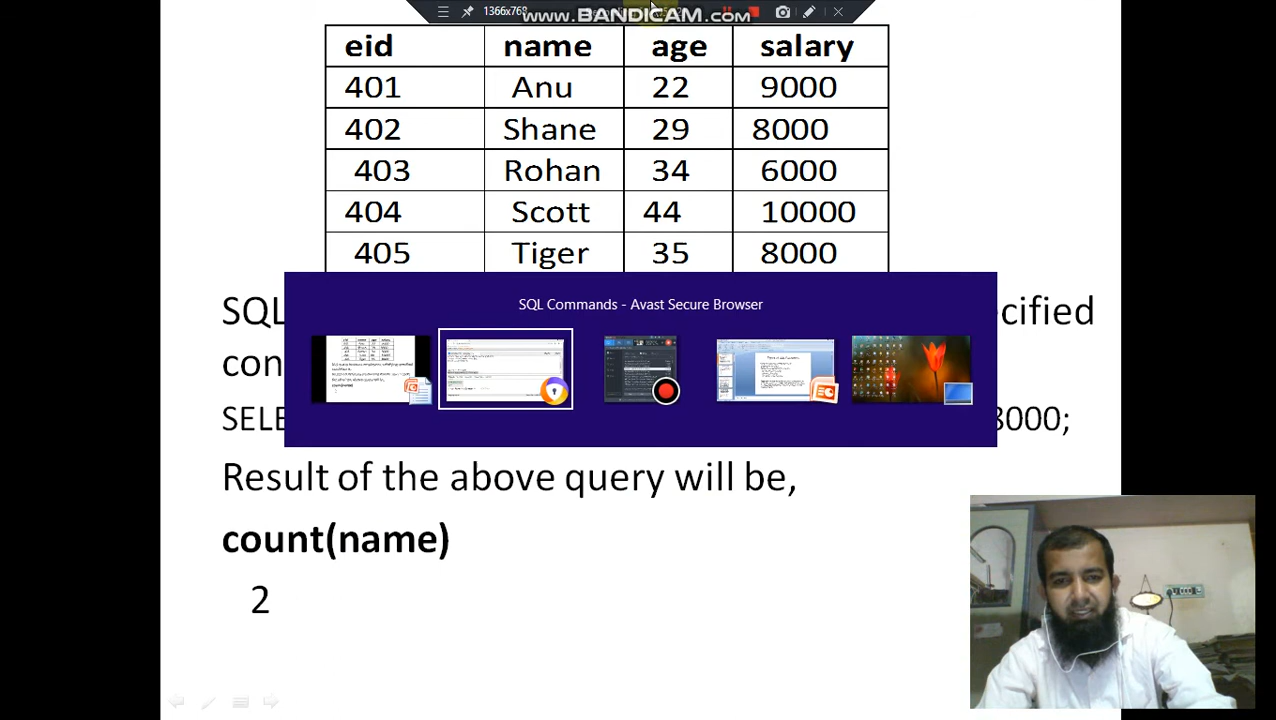 1366x768
www.BANDICAM.com
eid name age salary
401 Anu 22 9000
402 Shane 29 8000
403 Rohan 34 6000
404 Scott 44 10000
405 Tiger 35 8000
SQL Commands - Avast Secure Browser
SQL cified
con
SELE 8000;
Result of the above query will be,
count(name)
2